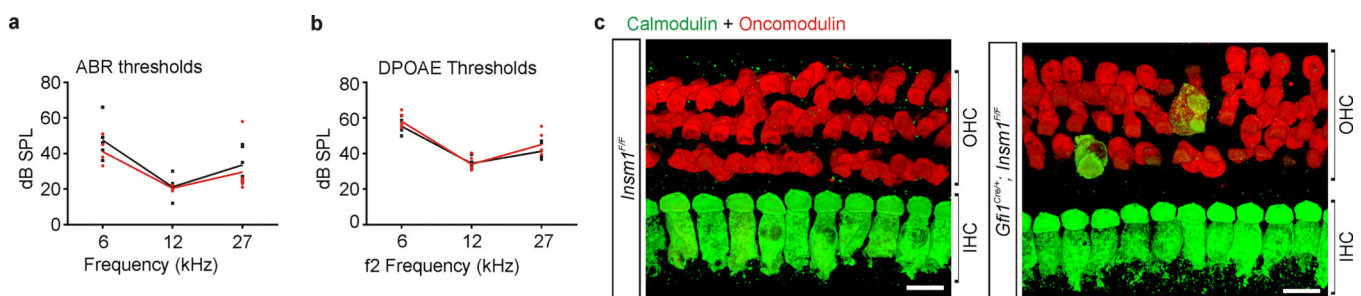 a
ABR thresholds
dB SPL
80
60
40
20
0
6
12
27
Frequency (kHz)
b
DPOAE Thresholds
dB SPL
80
60
40
20
0
6
12
27
f2 Frequency (kHz)
c
Calmodulin + Oncomodulin
Insm1F/F
OHC
IHC
Gfi1Cre/+; Insm1F/F
OHC
IHC